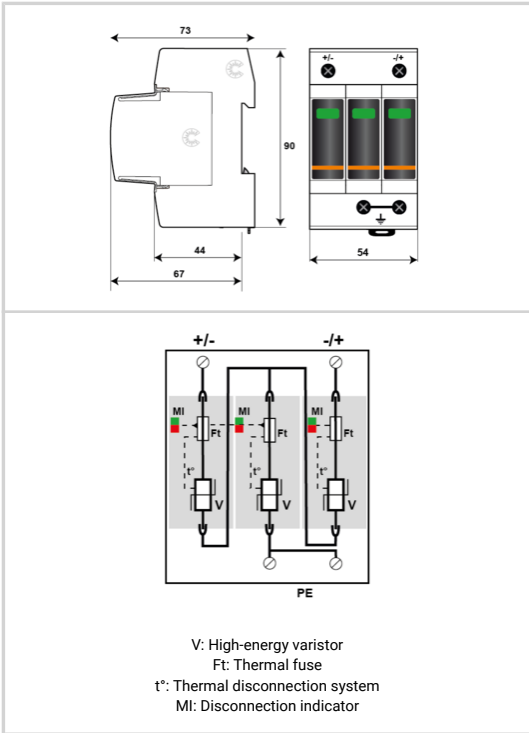 73
+/-
-/+
90
44
67
54
+/-
-/+
MI
MI
MI
Ft
Ft
Ft
t°
t°
t°
V
V
V
PE
V: High-energy varistor
Ft: Thermal fuse
t°: Thermal disconnection system
MI: Disconnection indicator